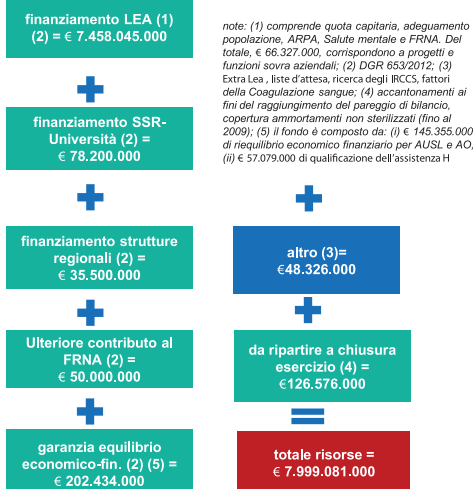 finanziamento LEA (1)
(2) = € 7.458.045.000
finanziamento SSR-
Università (2) =
€ 78.200.000
finanziamento strutture
regionali (2) =
€ 35.500.000
Ulteriore contributo al
FRNA (2) =
€ 50.000.000
garanzia equilibrio
economico-fin. (2) (5) =
€ 202.434.000
note: (1) comprende quota capitaria, adeguamento
popolazione, ARPA, Salute mentale e FRNA. Del
totale, € 66.327.000, corrispondono a progetti e
funzioni sovra aziendali; (2) DGR 653/2012; (3)
Extra Lea , liste d'attesa, ricerca degli IRCCS, fattori
della Coagulazione sangue; (4) accantonamenti ai
fini del raggiungimento del pareggio di bilancio,
copertura ammortamenti non sterilizzati (fino al
2009); (5) il fondo è composto da: (i) € 145.355.000
di riequilibrio economico finanziario per AUSL e AO,
(ii) € 57.079.000 di qualificazione dell'assistenza H
altro (3)=
€48.326.000
da ripartire a chiusura
esercizio (4) =
€126.576.000
totale risorse =
€ 7.999.081.000